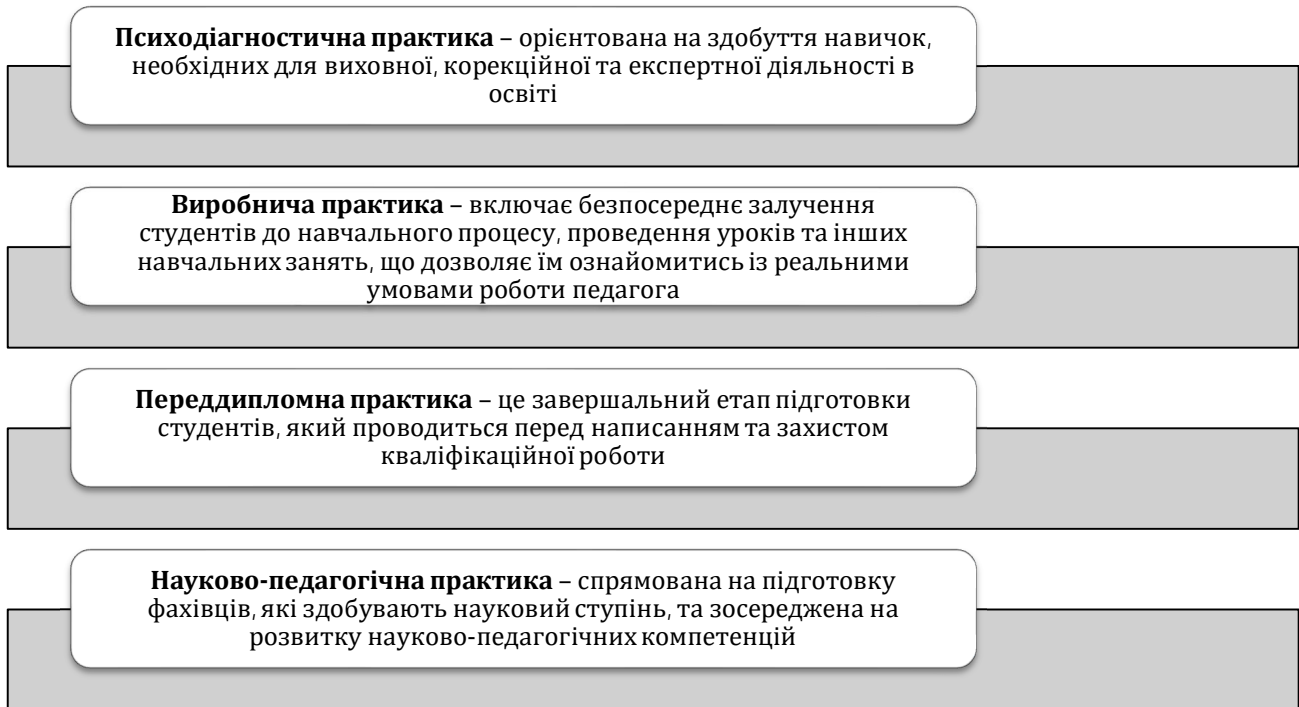 Психодіагностична практика – орієнтована на здобуття навичок,
необхідних для виховної, корекційної та експертної діяльності в
освіті
Виробнича практика – включає безпосереднє залучення
студентів до навчального процесу, проведення уроків та інших
навчальних занять, що дозволяє їм ознайомитись із реальними
умовами роботи педагога
Переддипломна практика – це завершальний етап підготовки
студентів, який проводиться перед написанням та захистом
кваліфікаційної роботи
Науково-педагогічна практика – спрямована на підготовку
фахівців, які здобувають науковий ступінь, та зосереджена на
розвитку науково-педагогічних компетенцій